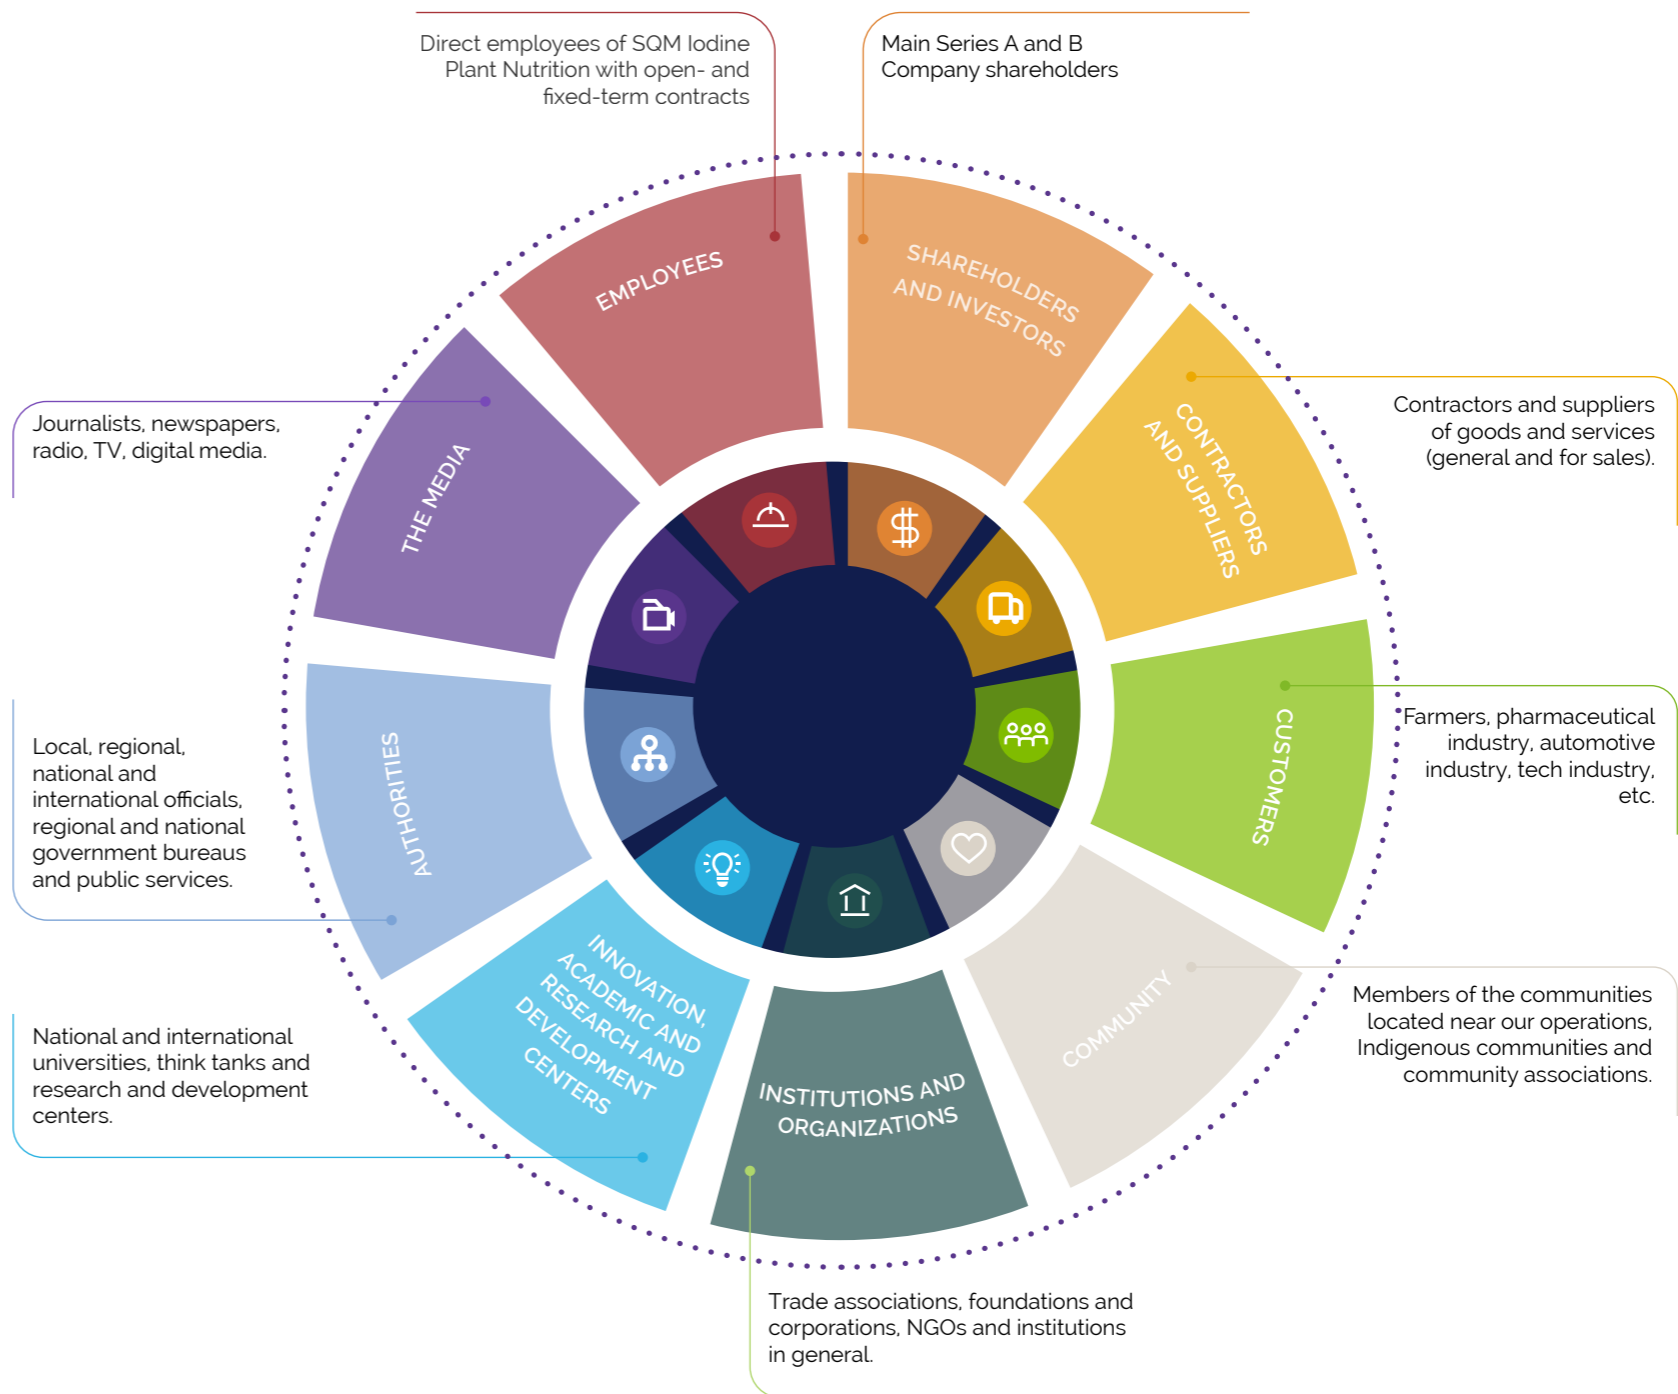 Direct employees of SQM Iodine
Plant Nutrition with open- and
fixed-term contracts
Main Series A and B
Company shareholders
EMPLOYEES
SHAREHOLDERS
AND INVESTORS
Contractors and suppliers
of goods and services
(general and for sales).
CONTRACTORS
AND SUPPLIERS
Journalists, newspapers,
radio, TV, digital media.
THE MEDIA
Farmers, pharmaceutical
industry, automotive
industry, tech industry,
etc.
CUSTOMERS
Local, regional,
national and
international officials,
regional and national
government bureaus
and public services.
AUTHORITIES
Members of the communities
located near our operations,
Indigenous communities and
community associations.
COMMUNITY
National and international
universities, think tanks and
research and development
centers.
INNOVATION,
ACADEMIC AND
RESEARCH AND
DEVELOPMENT
CENTERS
INSTITUTIONS AND
ORGANIZATIONS
Trade associations, foundations and
corporations, NGOs and institutions
in general.